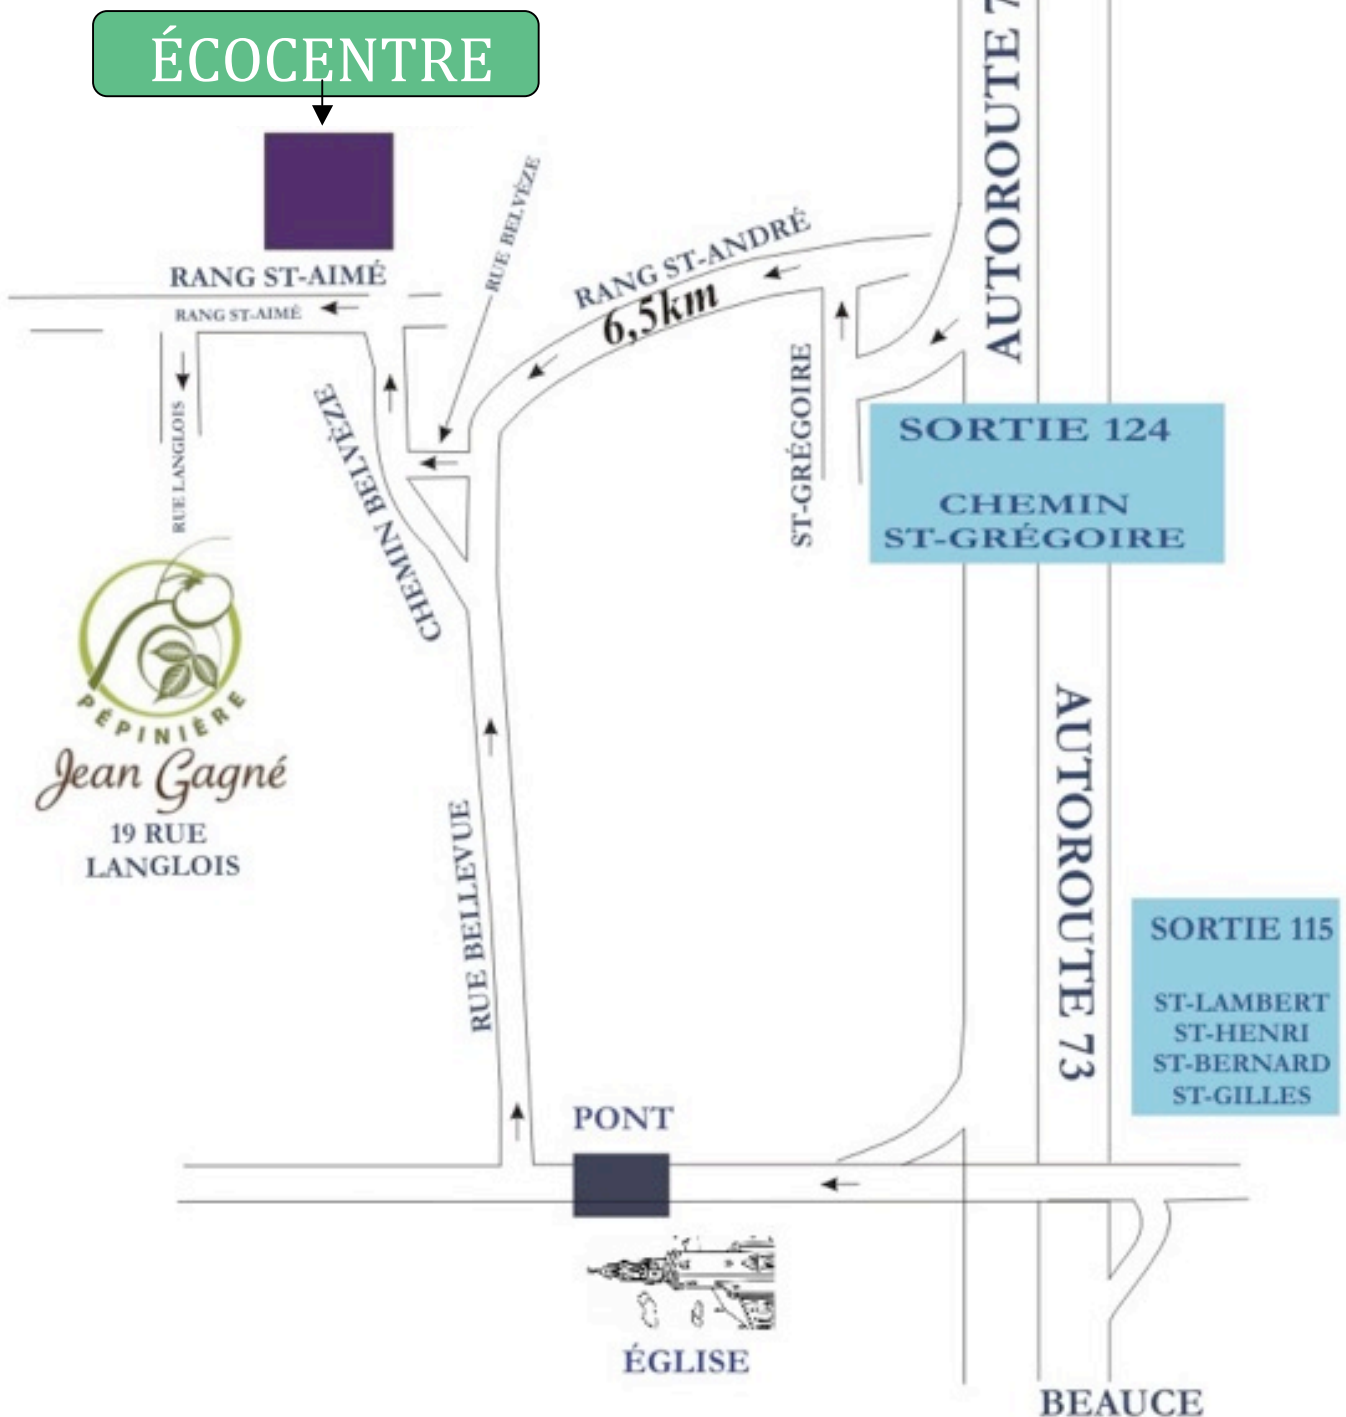 ÉCOCENTRE
AUTOROUTE 7
RUE BELVÈZE
RANG ST-ANDRÉ
6,5km
RANG ST-AIMÉ
RANG ST-AIMÉ
RUE LANGLOIS
CHEMIN BELVÈZE
ST-GRÉGOIRE
SORTIE 124
CHEMIN
ST-GRÉGOIRE
PÉPINIÈRE
Jean Gagné
19 RUE
LANGLOIS
RUE BELLEVUE
AUTOROUTE 73
SORTIE 115
ST-LAMBERT
ST-HENRI
ST-BERNARD
ST-GILLES
PONT
ÉGLISE
BEAUCE